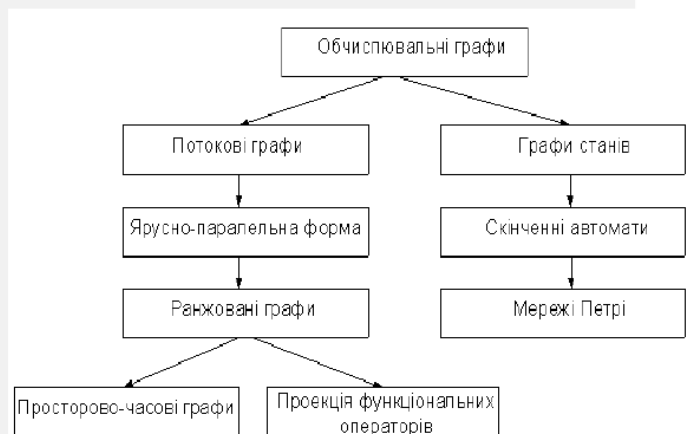 Обчислювальні графи
Потокові графи
Графи станів
Ярусно-паралельна форма
Скінченні автомати
Ранжовані графи
Мережі Петрі
Просторово-часові графи
Проекція функціональних
операторів